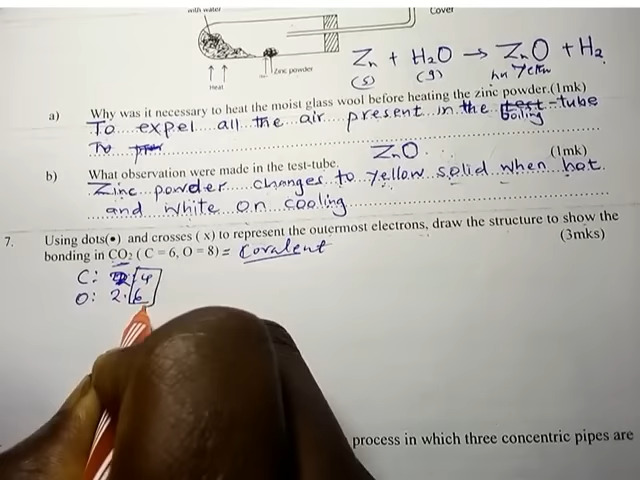 with water
Cover
Zinc powder
Heat
Zn + H2O → ZnO + H2
(s) (g)
a) Why was it necessary to heat the moist glass wool before heating the zinc powder.(1mk)
To expel all the air present in the test-tube
boiling
To
b) What observation were made in the test-tube. (1mk)
ZnO
Zinc powder changes to yellow solid when hot
and white on cooling
7. Using dots(•) and crosses ( x) to represent the outermost electrons, draw the structure to show the
bonding in CO2 ( C = 6, O = 8) = Covalent (3mks)
C: 2:4
O: 2.6
process in which three concentric pipes are